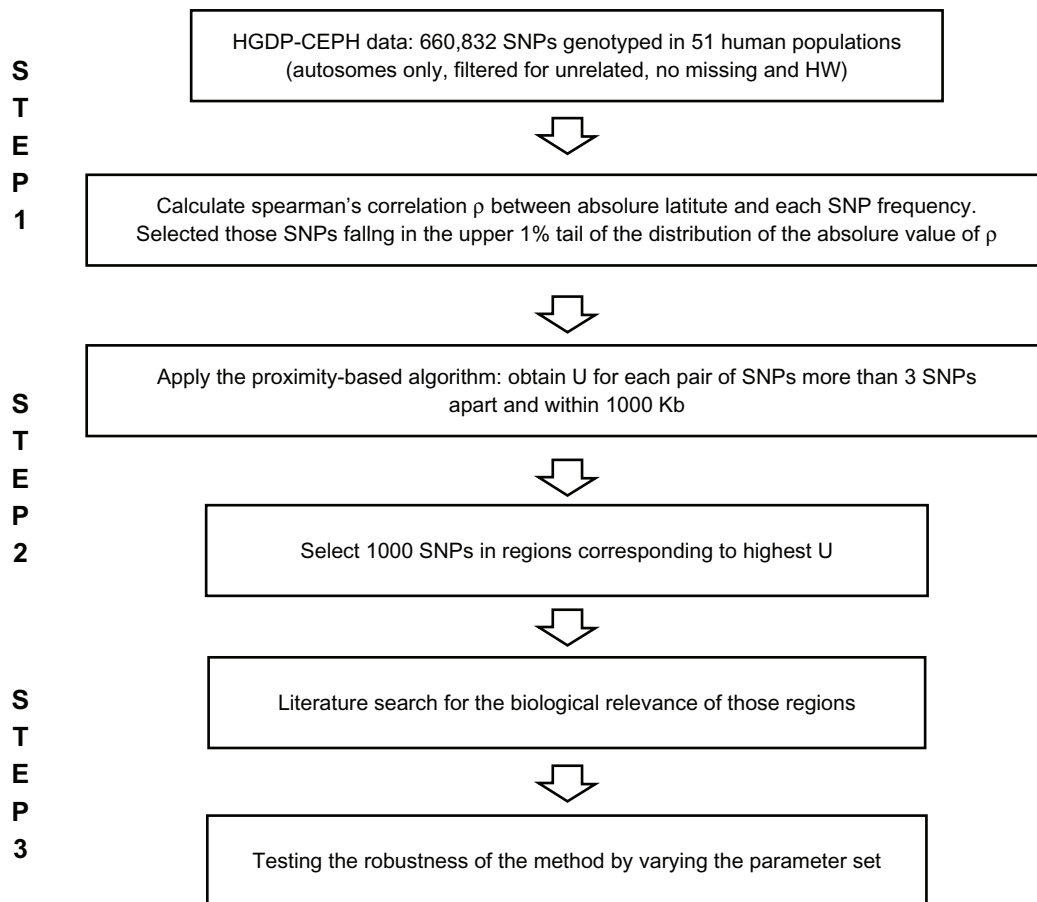 STEP1
HGDP-CEPH data: 660,832 SNPs genotyped in 51 human populations
(autosomes only, filtered for unrelated, no missing and HW)
Calculate spearman's correlation ρ between absolure latitute and each SNP frequency.
Selected those SNPs fallng in the upper 1% tail of the distribution of the absolute value of ρ
STEP2
Apply the proximity-based algorithm: obtain U for each pair of SNPs more than 3 SNPs
apart and within 1000 Kb
Select 1000 SNPs in regions corresponding to highest U
STEP3
Literature search for the biological relevance of those regions
Testing the robustness of the method by varying the parameter set